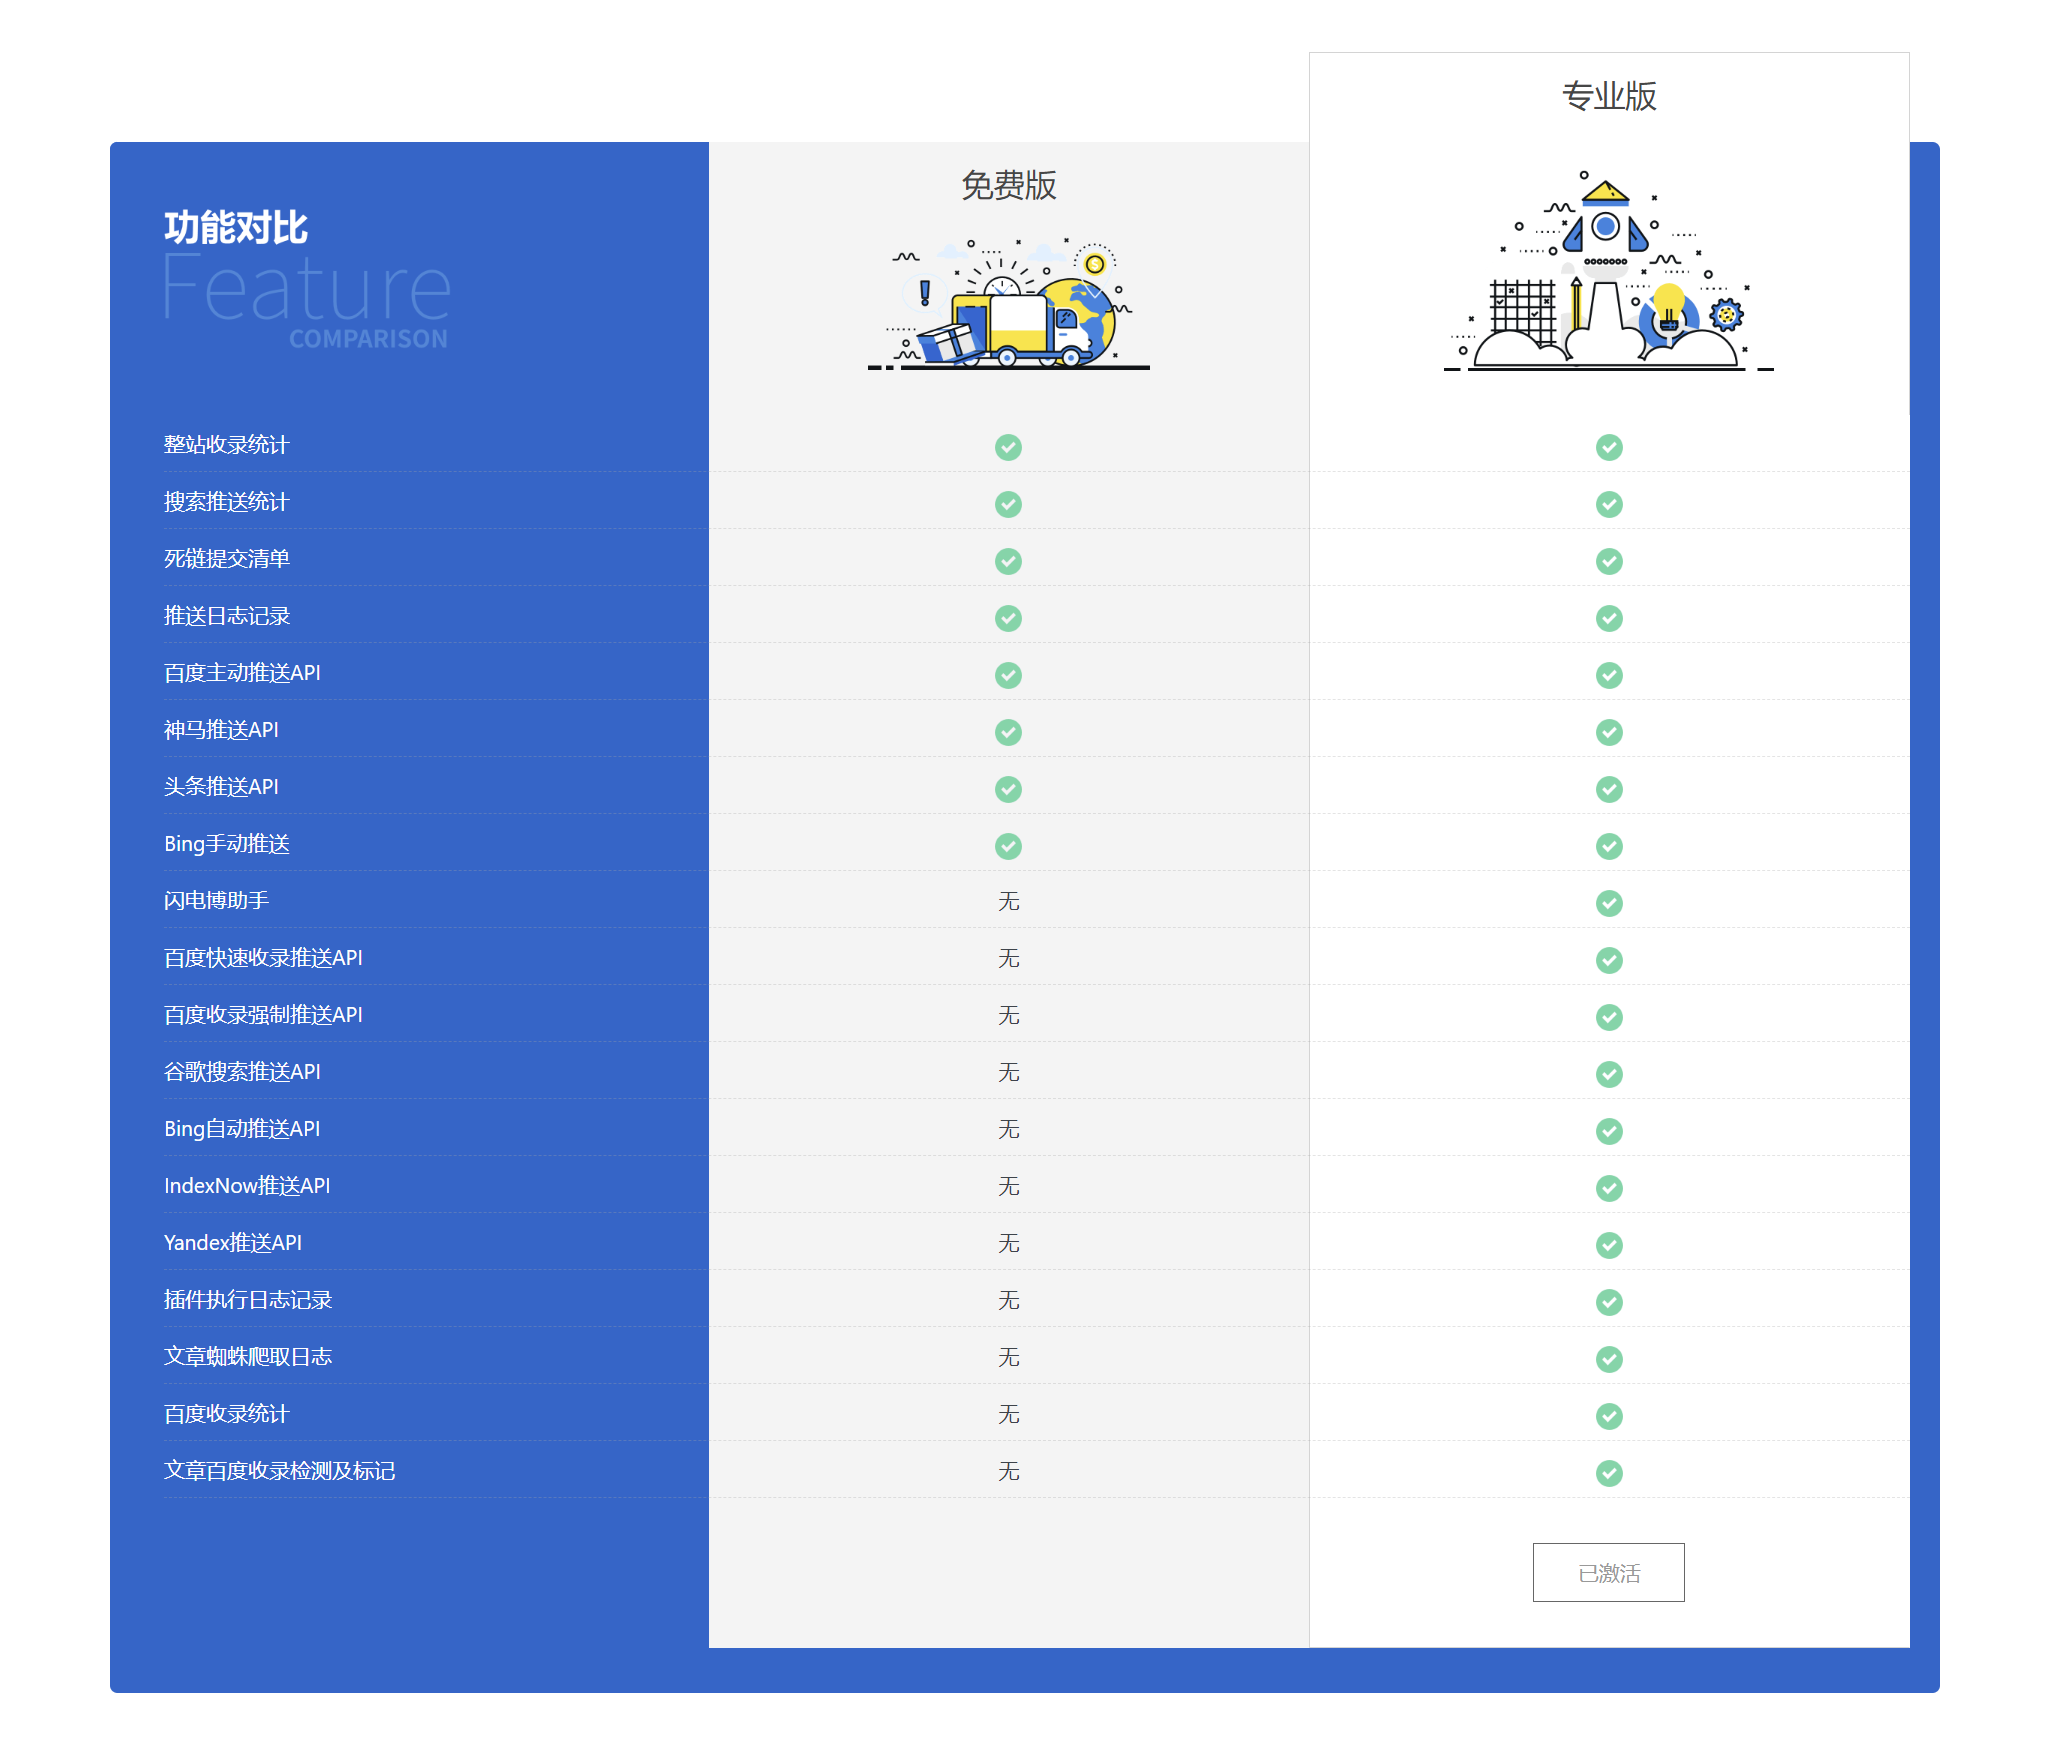 专业版
免费版
功能对比
Feature
COMPARISON
整站收录统计
搜索推送统计
死链提交清单
推送日志记录
百度主动推送API
神马推送API
头条推送API
Bing手动推送
闪电博助手 无
百度快速收录推送API 无
百度收录强制推送API 无
谷歌搜索推送API 无
Bing自动推送API 无
IndexNow推送API 无
Yandex推送API 无
插件执行日志记录 无
文章蜘蛛爬取日志 无
百度收录统计 无
文章百度收录检测及标记 无
已激活